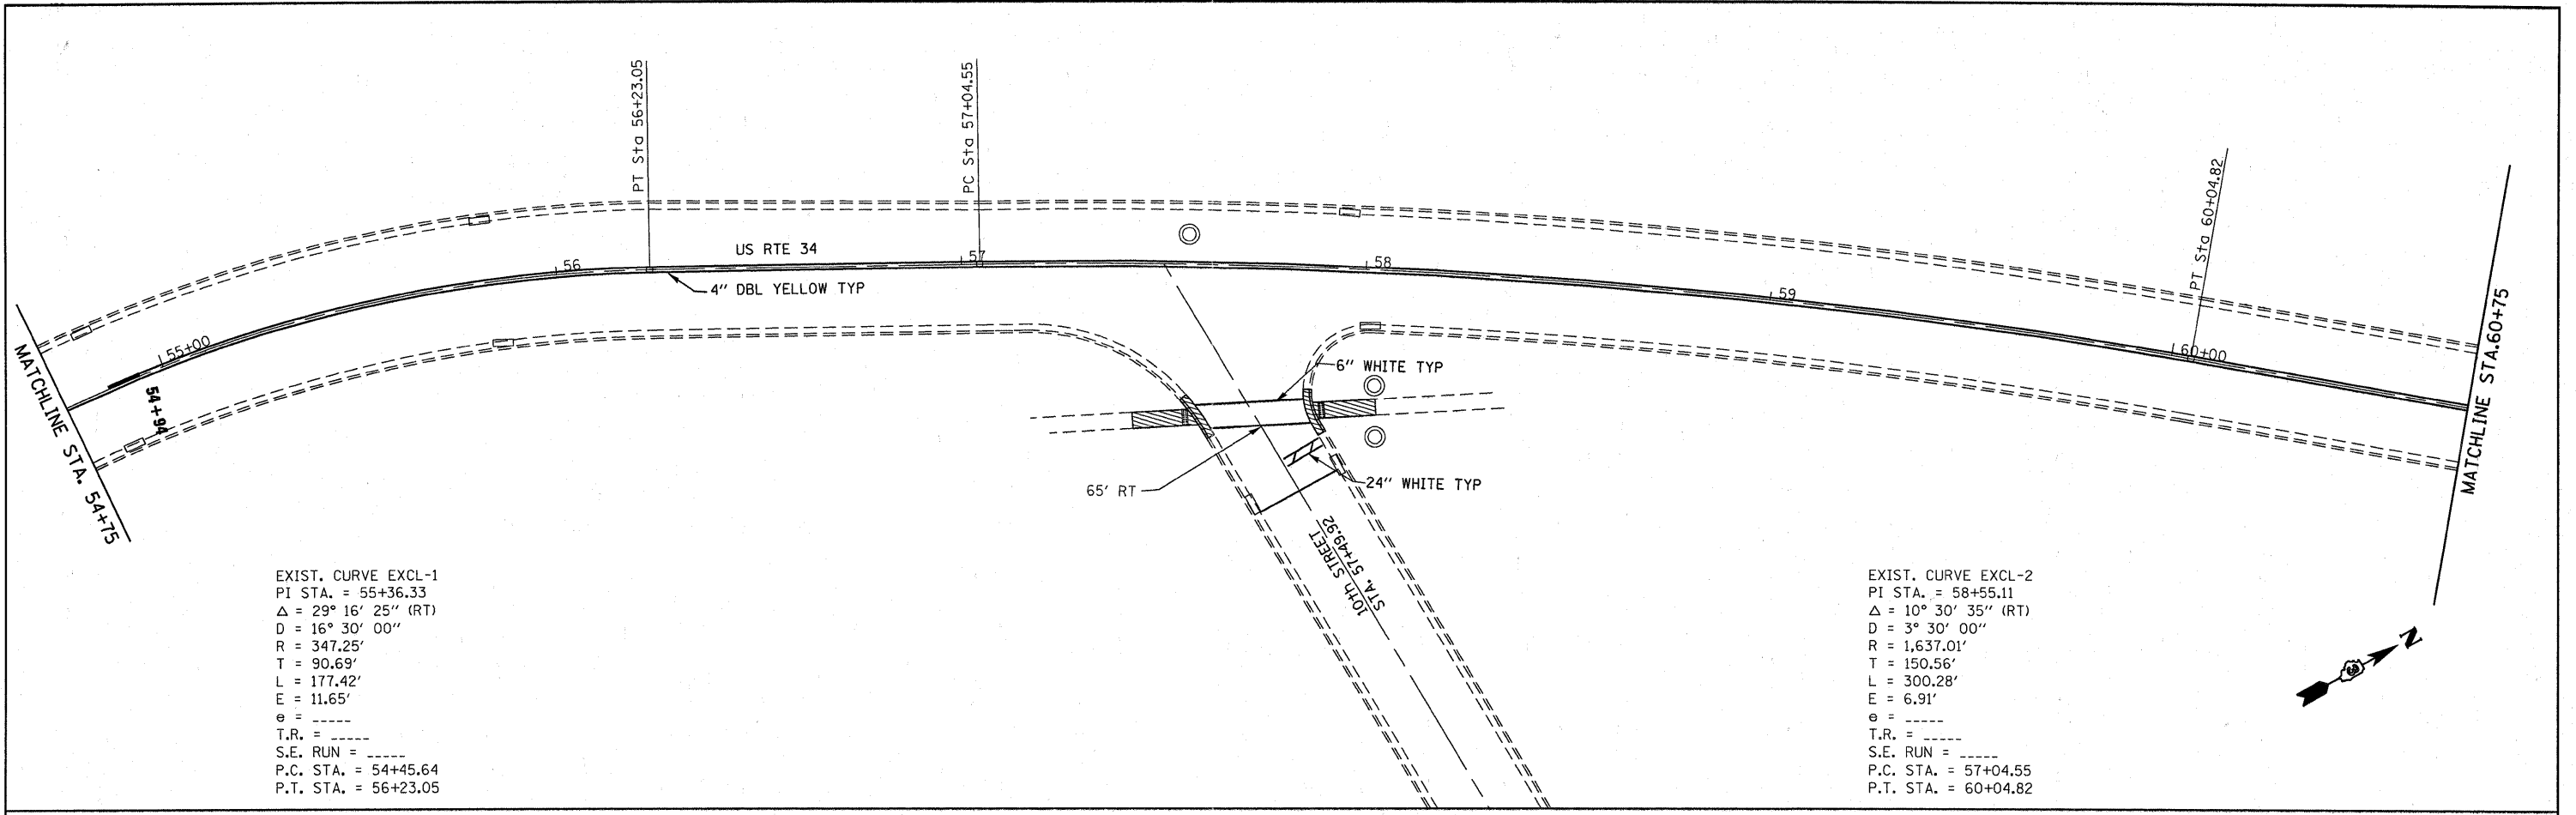 PT Sta 56+23.05
PC Sta 57+04.55
PT Sta 60+04.82
US RTE 34
55+00
56
57
58
59
60+00
4" DBL YELLOW TYP
54+94
MATCHLINE STA. 54+75
MATCHLINE STA.60+75
6" WHITE TYP
65' RT
24" WHITE TYP
10th STREET
STA. 57+49.92
EXIST. CURVE EXCL-1
PI STA. = 55+36.33
Δ = 29° 16' 25" (RT)
D = 16° 30' 00"
R = 347.25'
T = 90.69'
L = 177.42'
E = 11.65'
e = _____
T.R. = _____
S.E. RUN = _____
P.C. STA. = 54+45.64
P.T. STA. = 56+23.05
EXIST. CURVE EXCL-2
PI STA. = 58+55.11
Δ = 10° 30' 35" (RT)
D = 3° 30' 00"
R = 1,637.01'
T = 150.56'
L = 300.28'
E = 6.91'
e = _____
T.R. = _____
S.E. RUN = _____
P.C. STA. = 57+04.55
P.T. STA. = 60+04.82
N